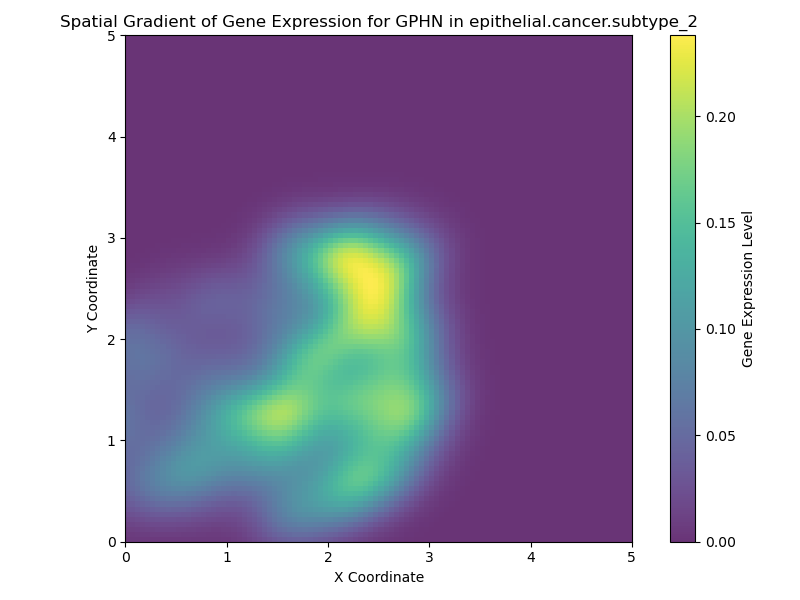 Spatial Gradient of Gene Expression for GPHN in epithelial.cancer.subtype_2
5
4
3
2
1
0
Y Coordinate
0 1 2 3 4 5
X Coordinate
0.20
0.15
0.10
0.05
0.00
Gene Expression Level